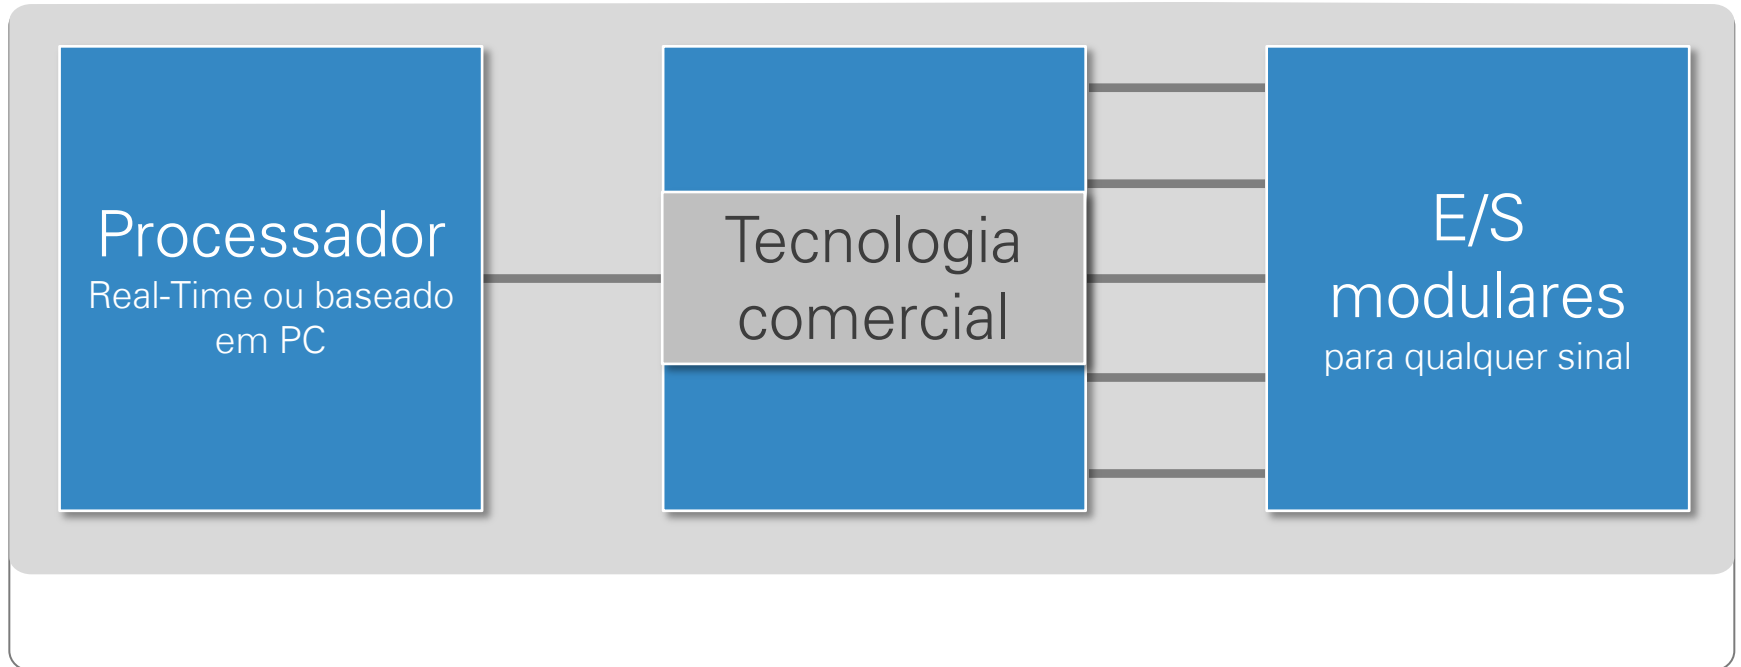 Processador
Real-Time ou baseado
em PC
Tecnologia
comercial
E/S
modulares
para qualquer sinal